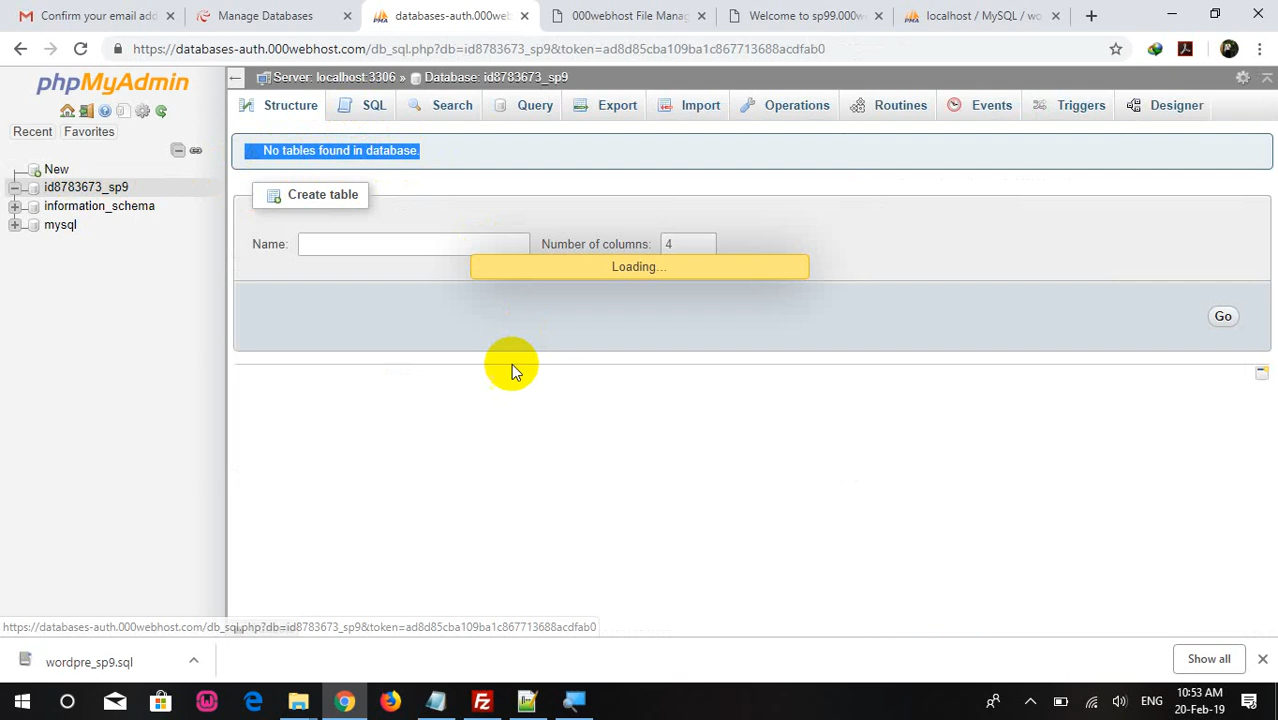 Confirm your email add
Manage Databases
databases-auth.000web
000webhost File Manag
Welcome to sp99.000w
localhost / MySQL / wo
https://databases-auth.000webhost.com/db_sql.php?db=id8783673_sp9&token=ad8d85cba109ba1c867713688acdfab0
phpMyAdmin
Recent
Favorites
New
id8783673_sp9
information_schema
mysql
Server: localhost:3306 » Database: id8783673_sp9
Structure
SQL
Search
Query
Export
Import
Operations
Routines
Events
Triggers
Designer
No tables found in database.
Create table
Name:
Number of columns: 4
Loading...
Go
https://databases-auth.000webhost.com/db_sql.php?db=id8783673_sp9&token=ad8d85cba109ba1c867713688acdfab0
wordpre_sp9.sql
Show all
ENG
10:53 AM
20-Feb-19